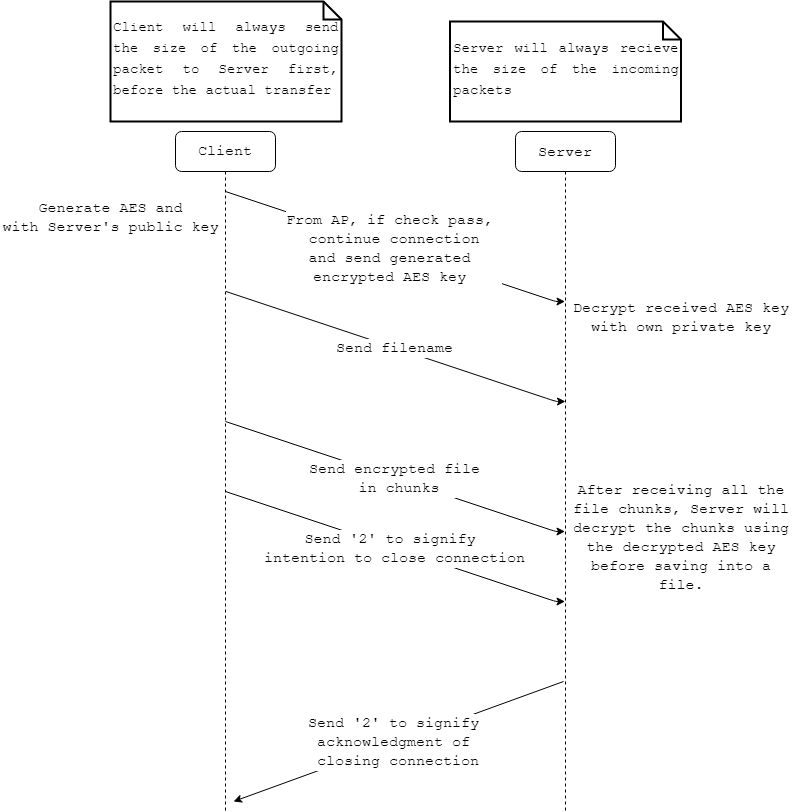 Client will always send
the size of the outgoing
packet to Server first,
before the actual transfer
Server will always recieve
the size of the incoming
packets
Client
Server
Generate AES and
with Server's public key
From AP, if check pass,
continue connection
and send generated
encrypted AES key
Decrypt received AES key
with own private key
Send filename
Send encrypted file
in chunks
After receiving all the
file chunks, Server will
decrypt the chunks using
the decrypted AES key
before saving into a
file.
Send '2' to signify
intention to close connection
Send '2' to signify
acknowledgment of
closing connection